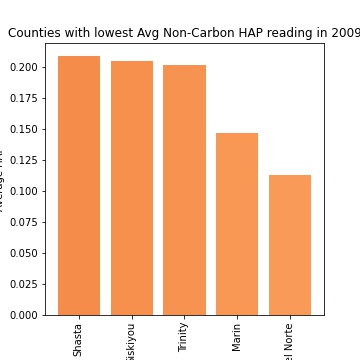 Counties with lowest Avg Non-Carbon HAP reading in 2009
0.200
0.175
0.150
0.125
0.100
0.075
0.050
0.025
0.000
Shasta
Trinity
Marin
Norte